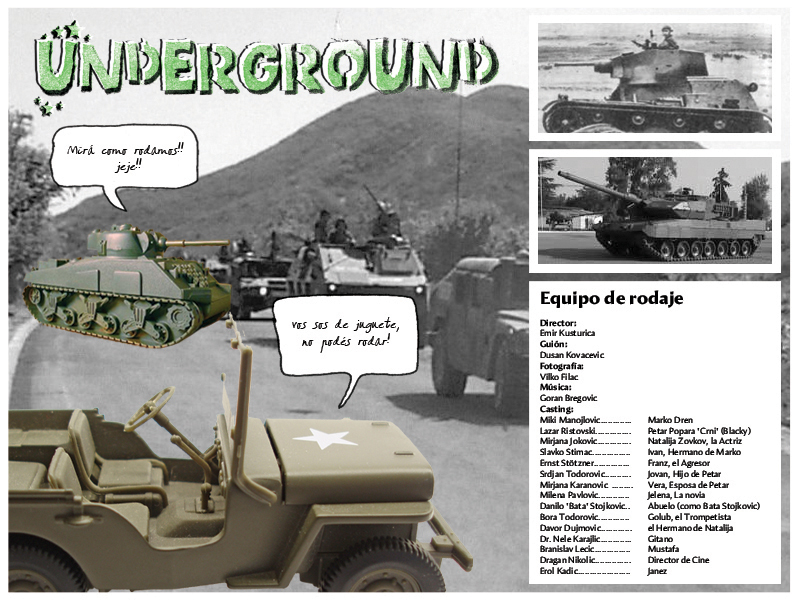 UNDERGROUND
Mirá como rodamos!!
jeje!!
vos sos de juguete,
no podés rodar!
Equipo de rodaje
Director:
Emir Kusturica
Guión:
Dusan Kovacevic
Fotografía:
Vilko Filac
Música:
Goran Bregovic
Casting:
Miki Manojlovic............. Marko Dren
Lazar Ristovski............... Petar Popara "Crni" (Blacky)
Mirjana Jokovic.............. Natalija Zovkov, la Actriz
Slavko Stimac................. Ivan, Hermano de Marko
Ernst Stötzner............... Franz, el Agresor
Srdjan Todorovic........... Jovan, Hijo de Petar
Mirjana Karanovic ......... Vera, Esposa de Petar
Milena Pavlovic............. Jelena, La novia
Danilo "Bata" Stojkovic.. Abuelo (como Bata Stojkovic)
Bora Todorovic............. Golub, el Trompetista
Davor Dujmovic............. el Hermano de Natalija
Dr. Nele Karajlic............. Gitano
Branislav Lecic.............. Mustafa
Dragan Nikolic............... Director de Cine
Erol Kadic...................... Janez